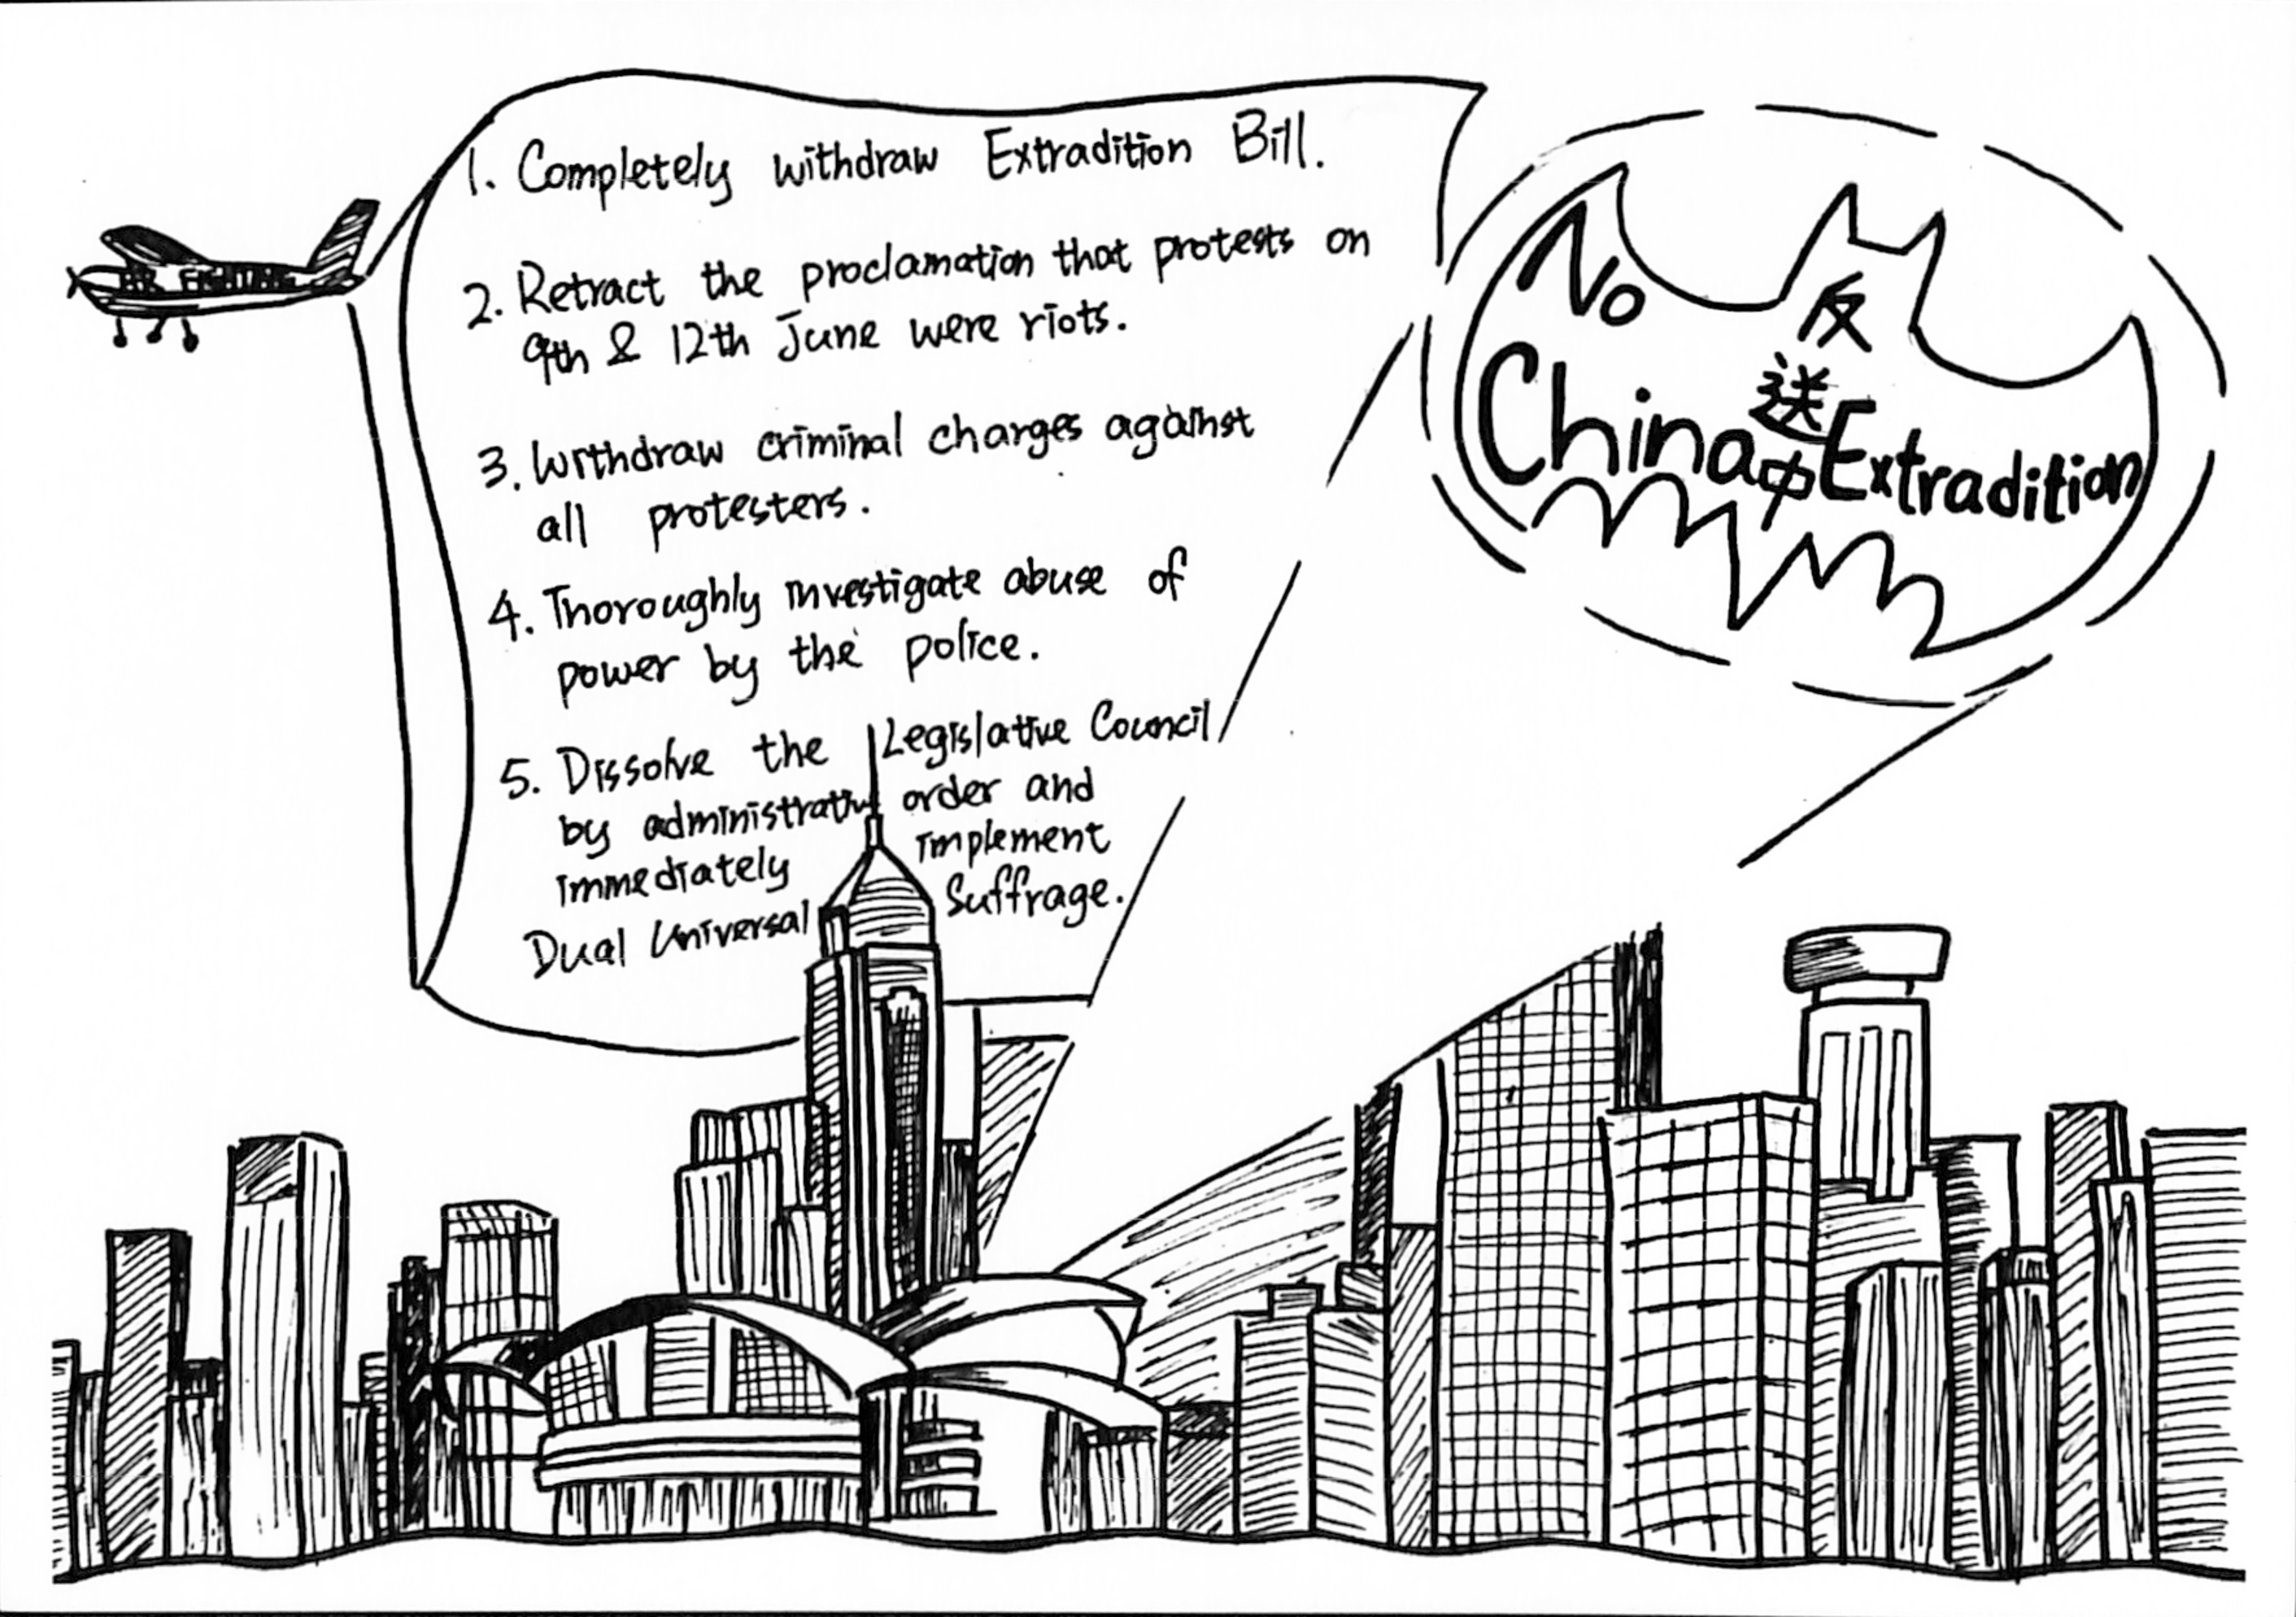 1. Completely withdraw Extradition Bill.
2. Retract the proclamation that protests on
9th & 12th June were riots.
3. Withdraw criminal charges against
all protesters.
4. Thoroughly investigate abuse of
power by the police.
5. Dissolve the Legislative Council
by administrative order and
immediately implement
Dual Universal Suffrage.
No
China Extradition
反
送
中